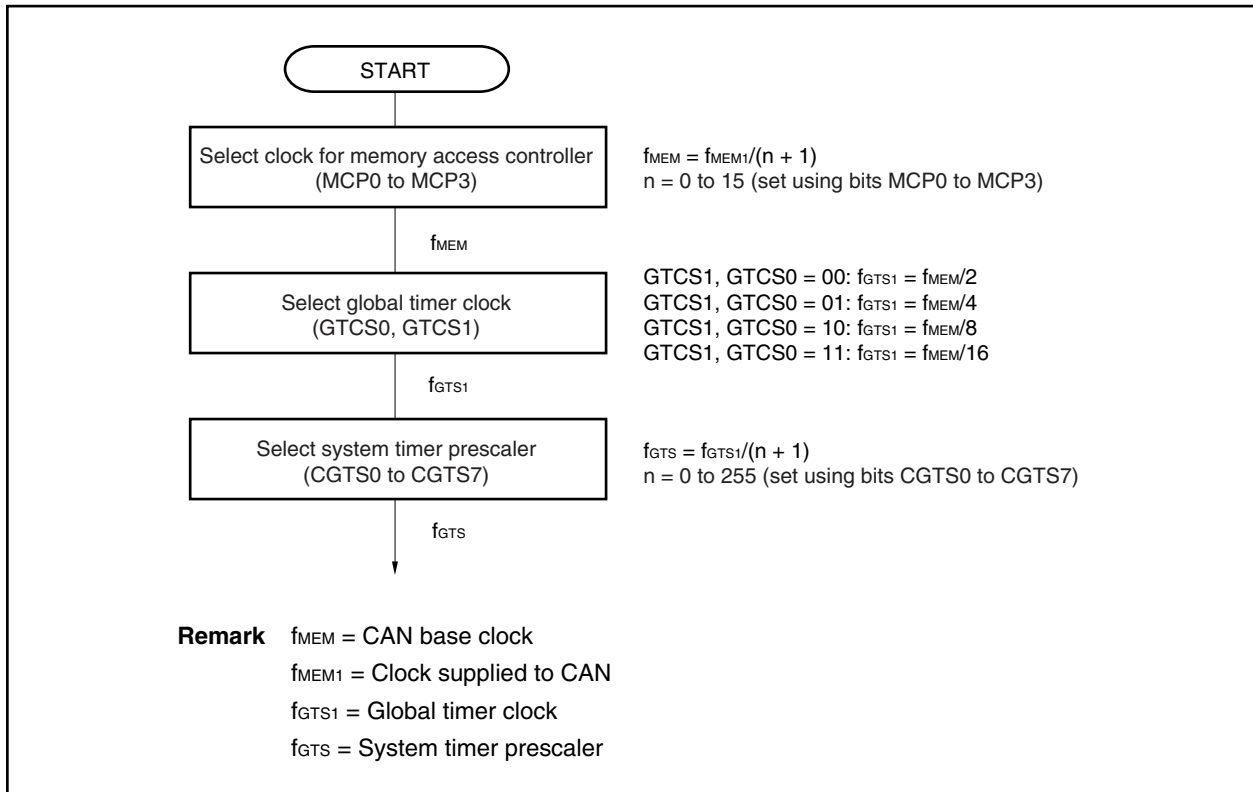 START
Select clock for memory access controller
(MCP0 to MCP3)
fMEM = fMEM1/(n + 1)
n = 0 to 15 (set using bits MCP0 to MCP3)
fMEM
Select global timer clock
(GTCS0, GTCS1)
GTCS1, GTCS0 = 00: fGTS1 = fMEM/2
GTCS1, GTCS0 = 01: fGTS1 = fMEM/4
GTCS1, GTCS0 = 10: fGTS1 = fMEM/8
GTCS1, GTCS0 = 11: fGTS1 = fMEM/16
fGTS1
Select system timer prescaler
(CGTS0 to CGTS7)
fGTS = fGTS1/(n + 1)
n = 0 to 255 (set using bits CGTS0 to CGTS7)
fGTS
Remark fMEM = CAN base clock
fMEM1 = Clock supplied to CAN
fGTS1 = Global timer clock
fGTS = System timer prescaler